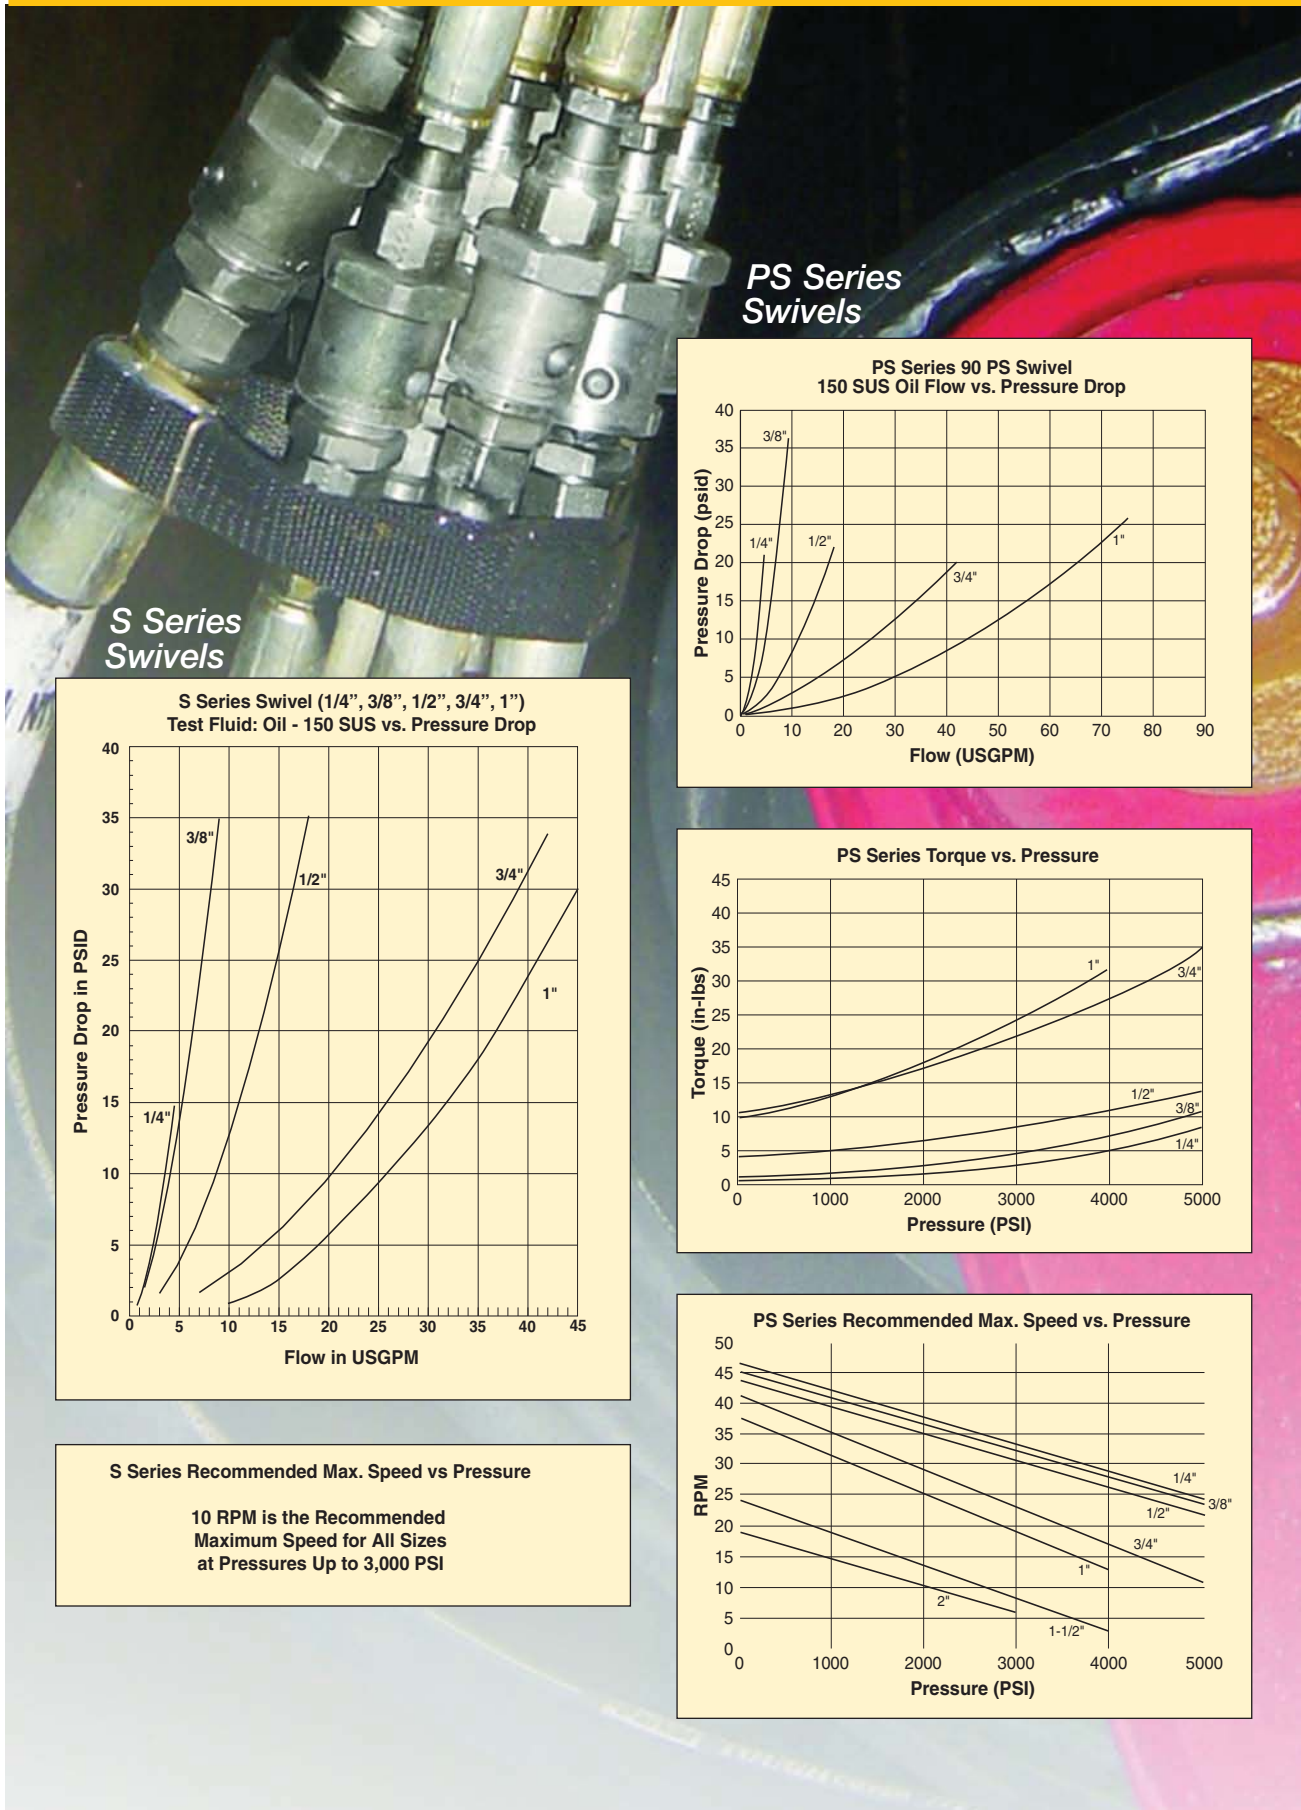 PS Series
Swivels
PS Series 90 PS Swivel
150 SUS Oil Flow vs. Pressure Drop
Pressure Drop (psid)
40
35
30
25
20
15
10
5
0
3/8"
1/4"
1/2"
3/4"
1"
0 10 20 30 40 50 60 70 80 90
Flow (USGPM)
S Series
Swivels
S Series Swivel (1/4”, 3/8”, 1/2”, 3/4”, 1”)
Test Fluid: Oil - 150 SUS vs. Pressure Drop
Pressure Drop in PSID
40
35
30
25
20
15
10
5
0
3/8"
1/2"
3/4"
1"
1/4"
0 5 10 15 20 25 30 35 40 45
Flow in USGPM
PS Series Torque vs. Pressure
Torque (in-lbs)
45
40
35
30
25
20
15
10
5
0
1"
3/4"
1/2"
3/8"
1/4"
0 1000 2000 3000 4000 5000
Pressure (PSI)
S Series Recommended Max. Speed vs Pressure
10 RPM is the Recommended
Maximum Speed for All Sizes
at Pressures Up to 3,000 PSI
PS Series Recommended Max. Speed vs. Pressure
RPM
50
45
40
35
30
25
20
15
10
5
0
1/4"
3/8"
1/2"
3/4"
1"
2"
1-1/2"
0 1000 2000 3000 4000 5000
Pressure (PSI)